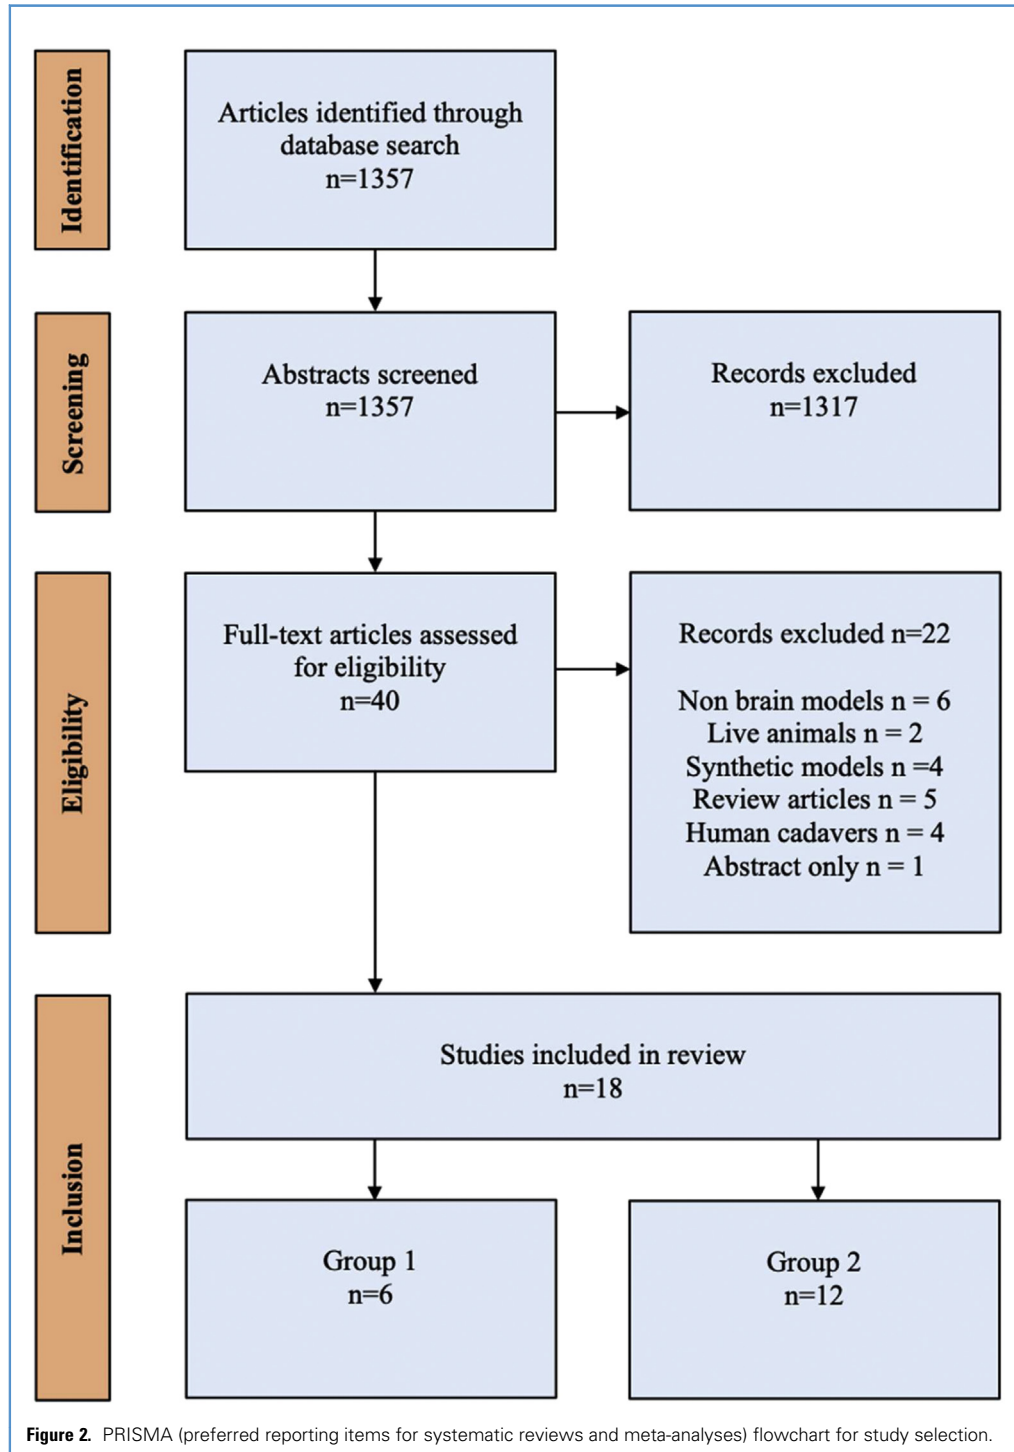 Identification
Articles identified through
database search
n=1357
Screening
Abstracts screened
n=1357
Records excluded
n=1317
Eligibility
Full-text articles assessed
for eligibility
n=40
Records excluded n=22
Non brain models n = 6
Live animals n = 2
Synthetic models n =4
Review articles n = 5
Human cadavers n = 4
Abstract only n = 1
Inclusion
Studies included in review
n=18
Group 1
n=6
Group 2
n=12
Figure 2. PRISMA (preferred reporting items for systematic reviews and meta-analyses) flowchart for study selection.